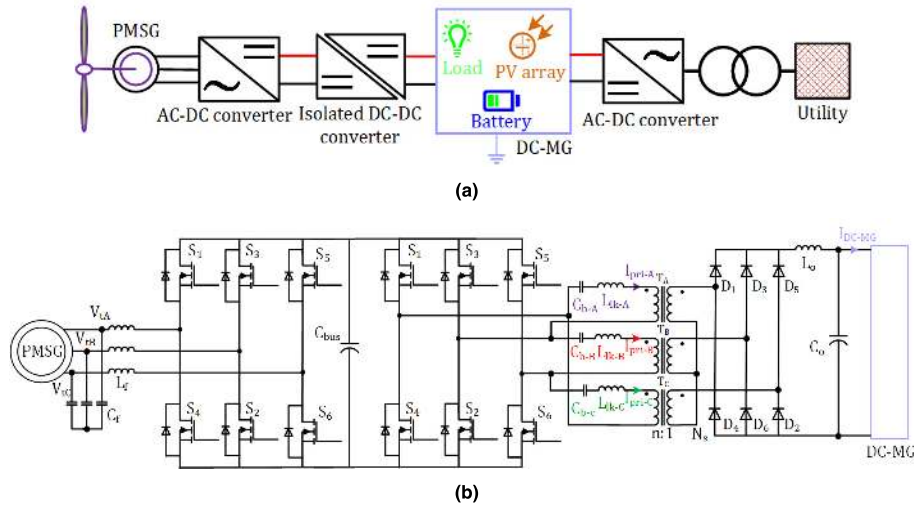 PMSG
Load
PV array
Battery
AC-DC converter
Isolated DC-DC
converter
DC-MG
AC-DC converter
Utility
(a)
S1
S3
S5
S1
S3
S5
IDC-MG
Ipri-A
TA
Lo
Cb-A
Llk-A
D1
D3
D5
VtA
VtB
PMSG
Cbus
TB
Cb-B
Llk-B
Ipri-B
Co
VtC
Lf
TC
Ipri-C
Cb-c
Llk-C
Cf
S4
S2
S6
S4
S2
S6
D4
D6
D2
n: 1
Ns
DC-MG
(b)